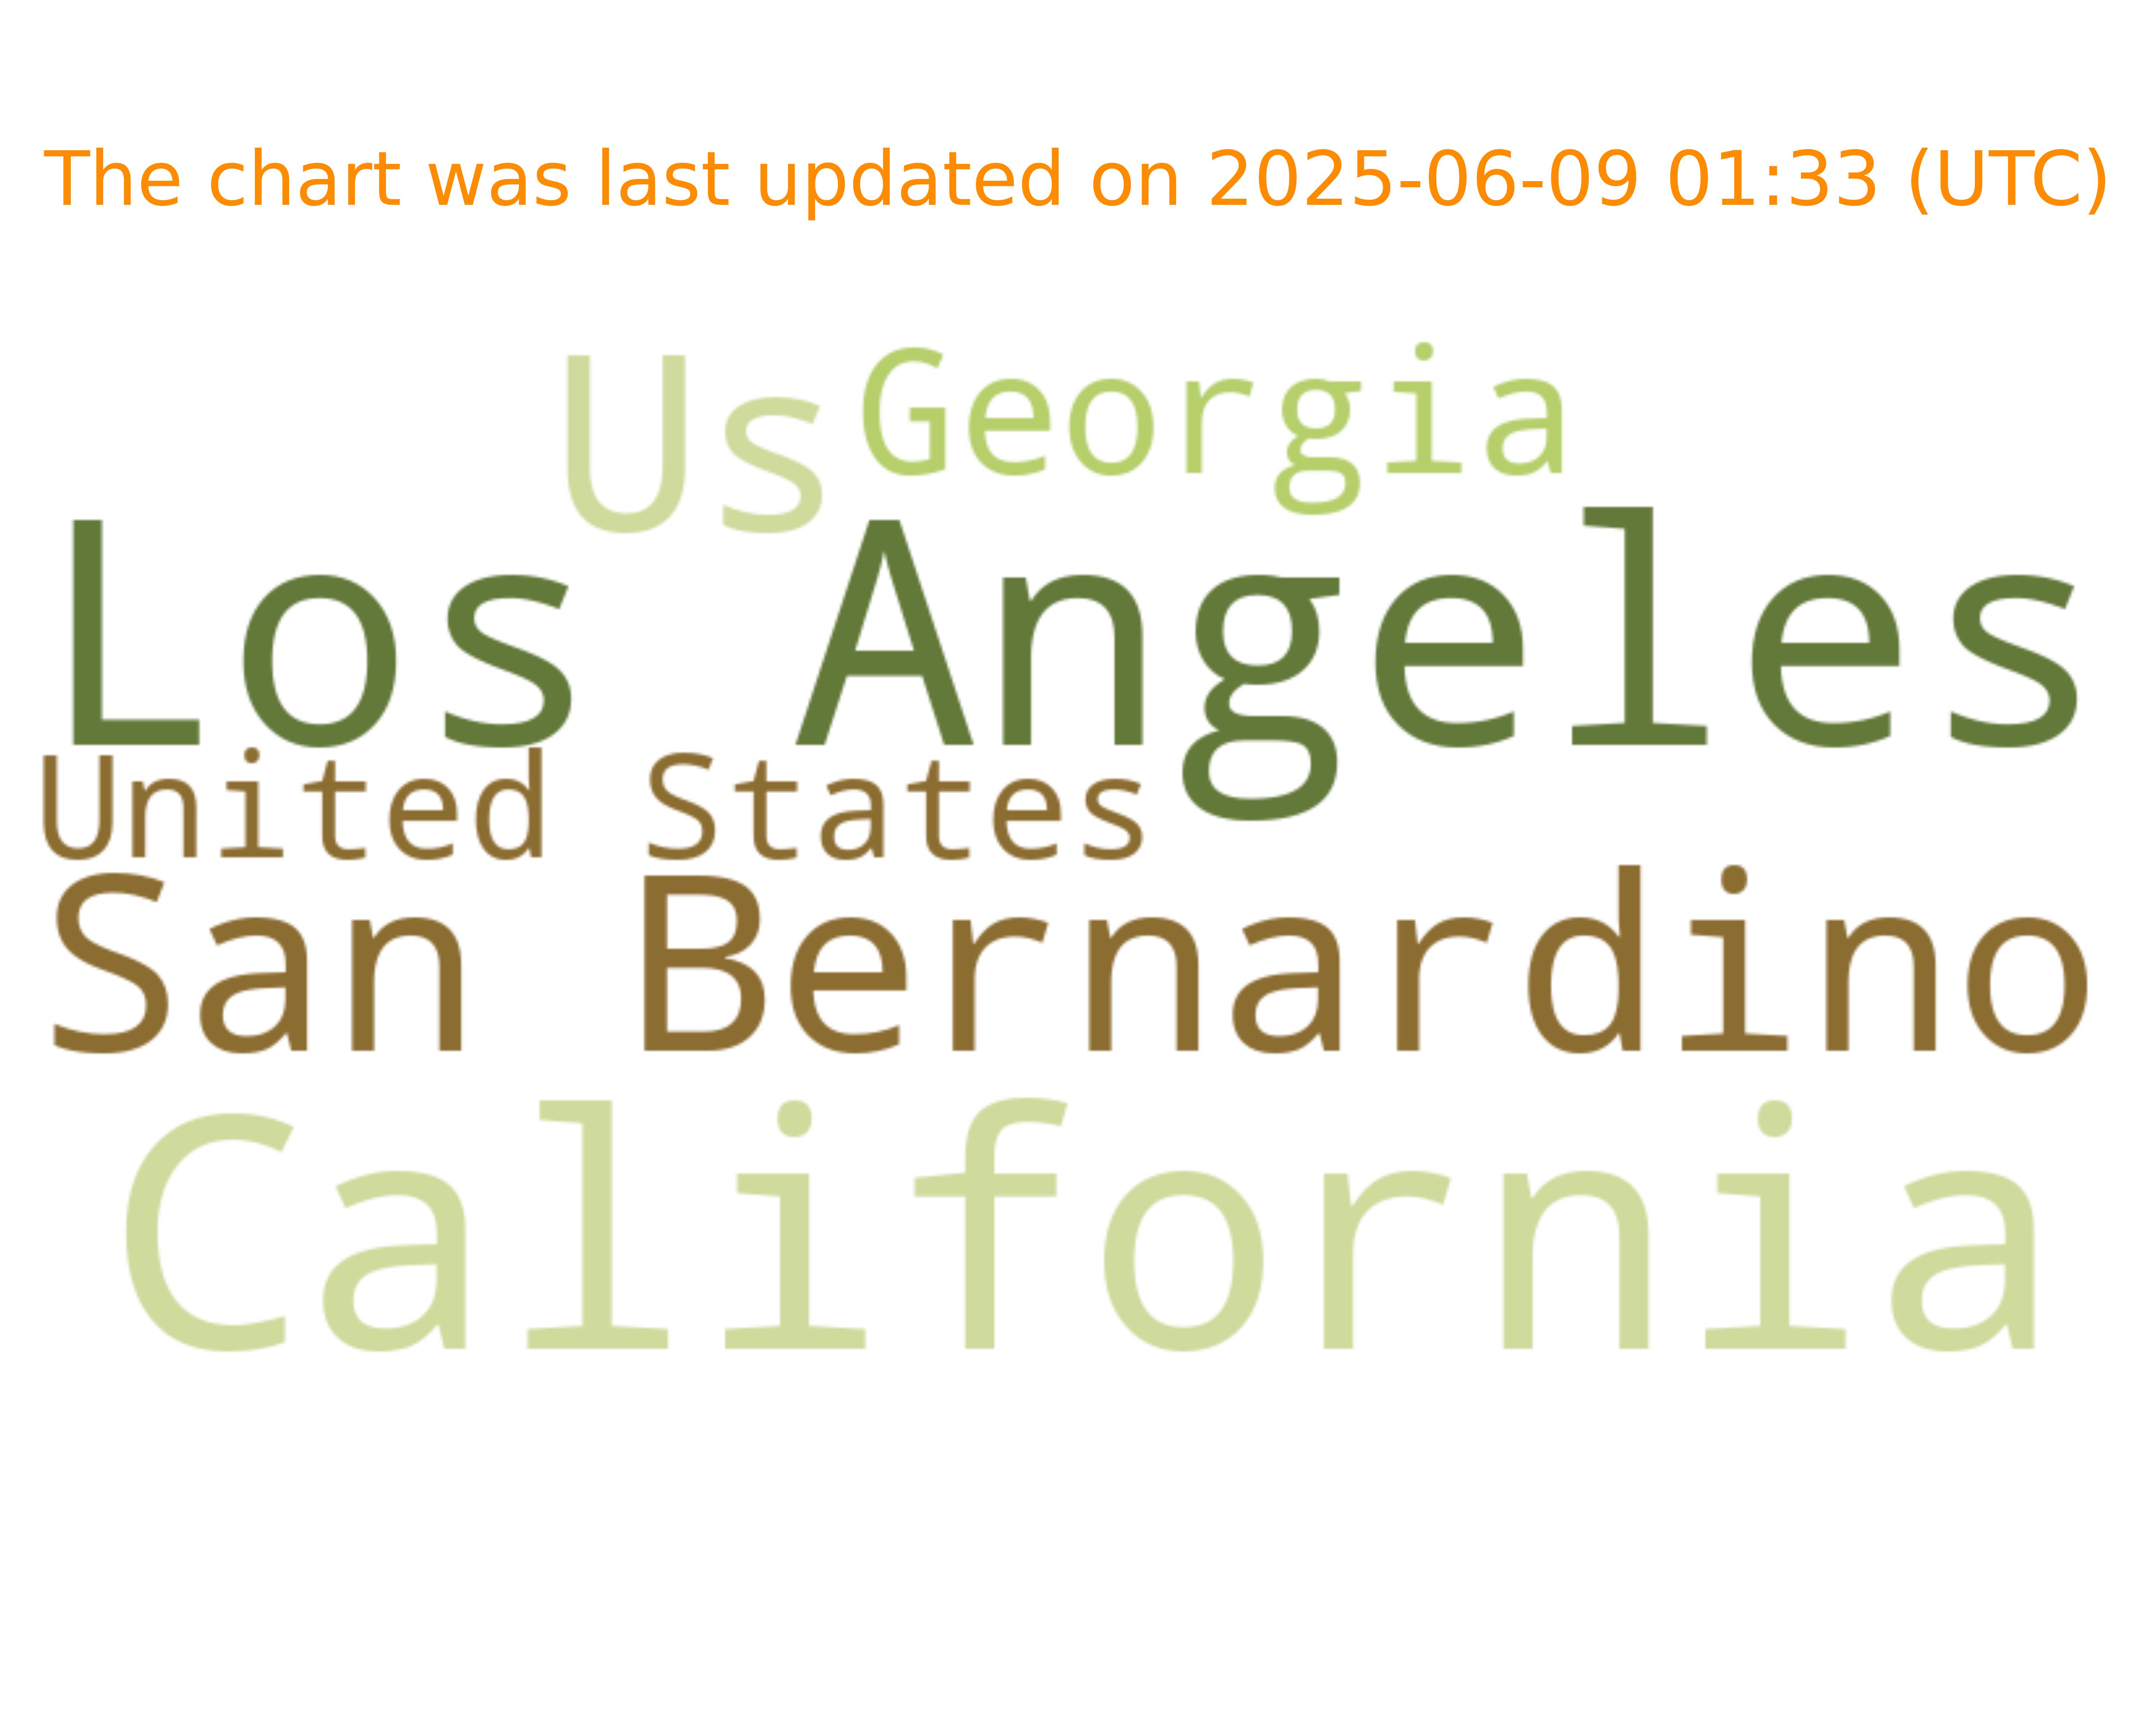 The chart was last updated on 2025-06-09 01:33 (UTC)
Us Georgia
Los Angeles
United States
San Bernardino
California